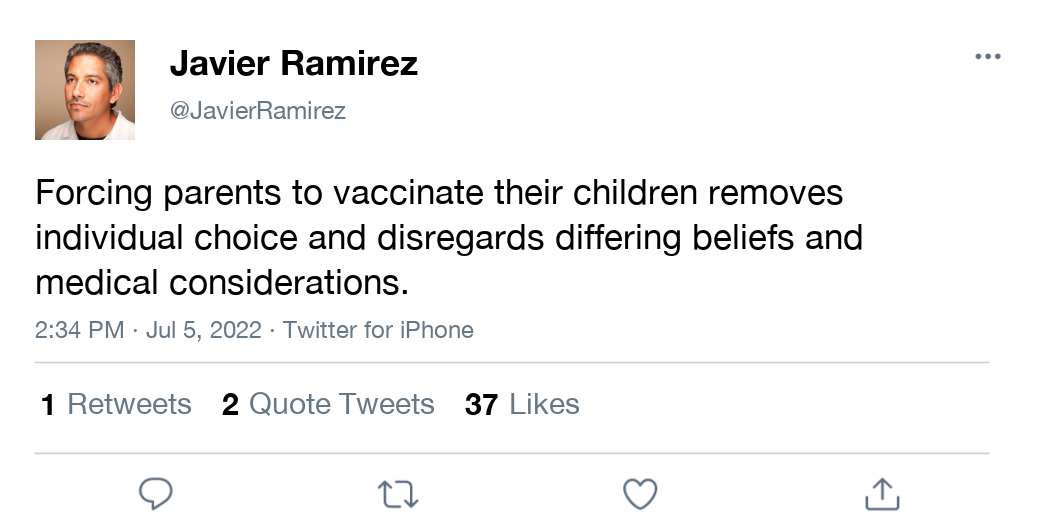 Javier Ramirez
@JavierRamirez
Forcing parents to vaccinate their children removes
individual choice and disregards differing beliefs and
medical considerations.
2:34 PM · Jul 5, 2022 · Twitter for iPhone
1 Retweets 2 Quote Tweets 37 Likes